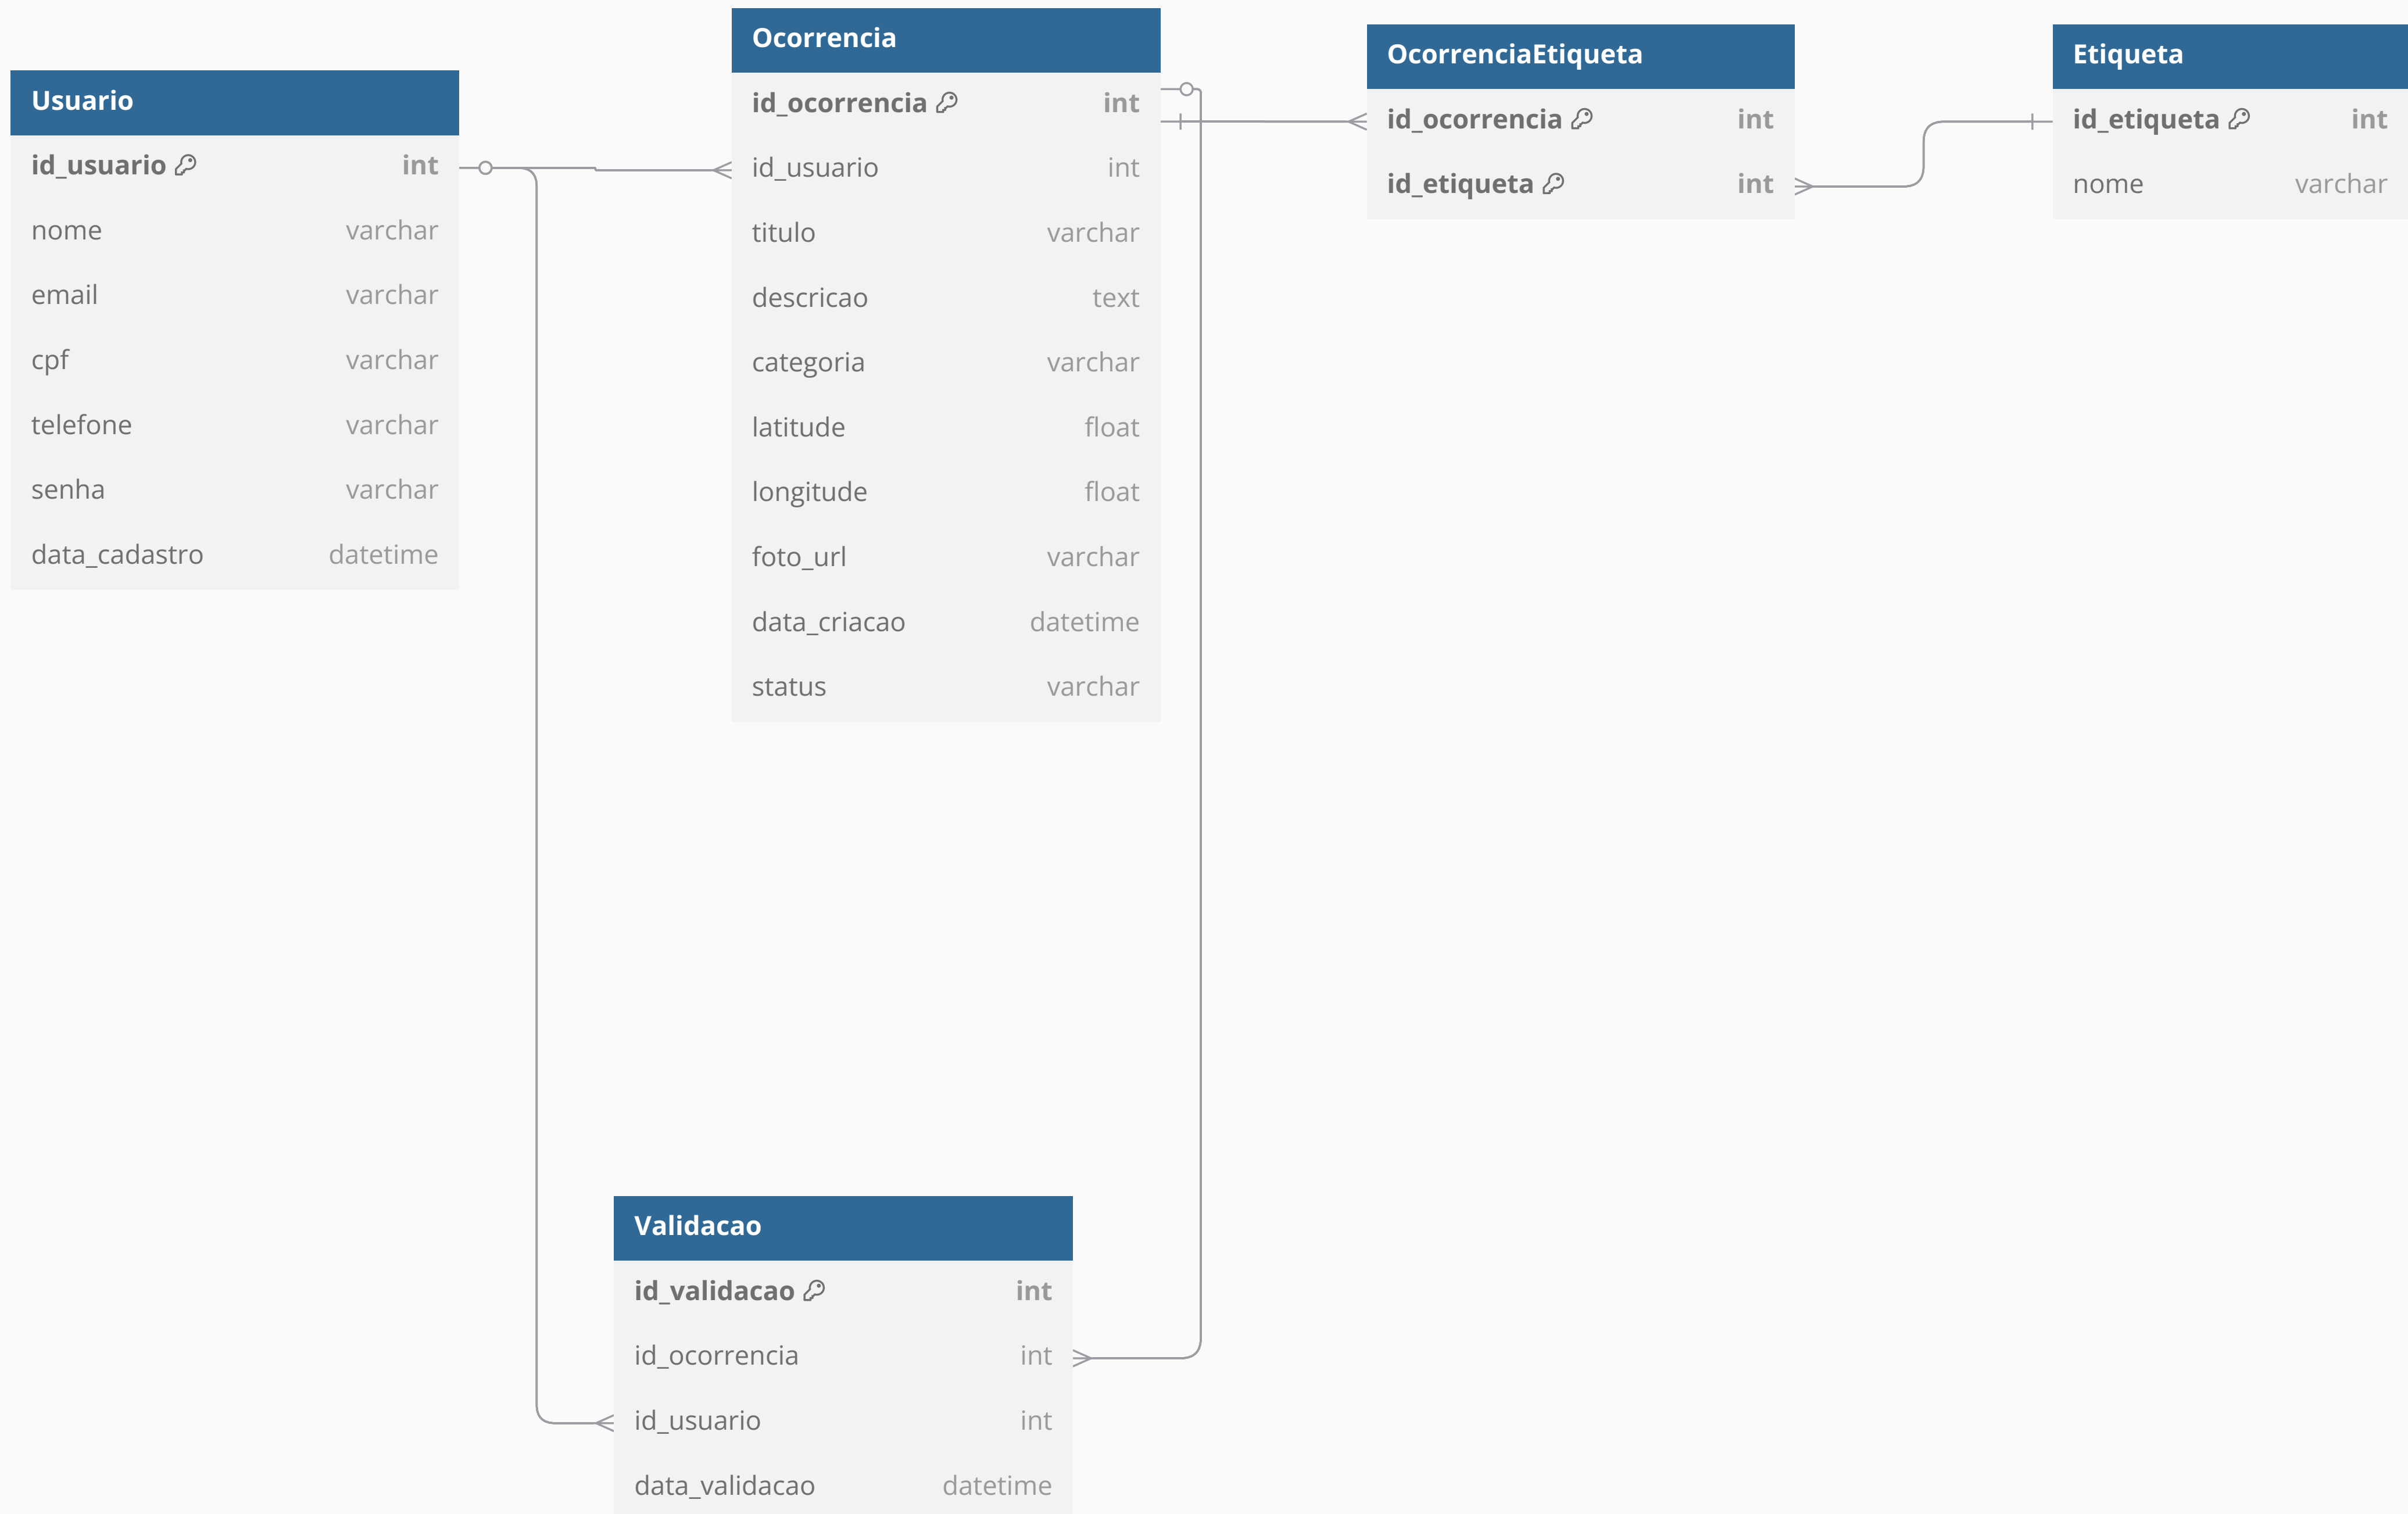 Usuario
id_usuario int
nome varchar
email varchar
cpf varchar
telefone varchar
senha varchar
data_cadastro datetime
Ocorrencia
id_ocorrencia int
id_usuario int
titulo varchar
descricao text
categoria varchar
latitude float
longitude float
foto_url varchar
data_criacao datetime
status varchar
OcorrenciaEtiqueta
id_ocorrencia int
id_etiqueta int
Etiqueta
id_etiqueta int
nome varchar
Validacao
id_validacao int
id_ocorrencia int
id_usuario int
data_validacao datetime